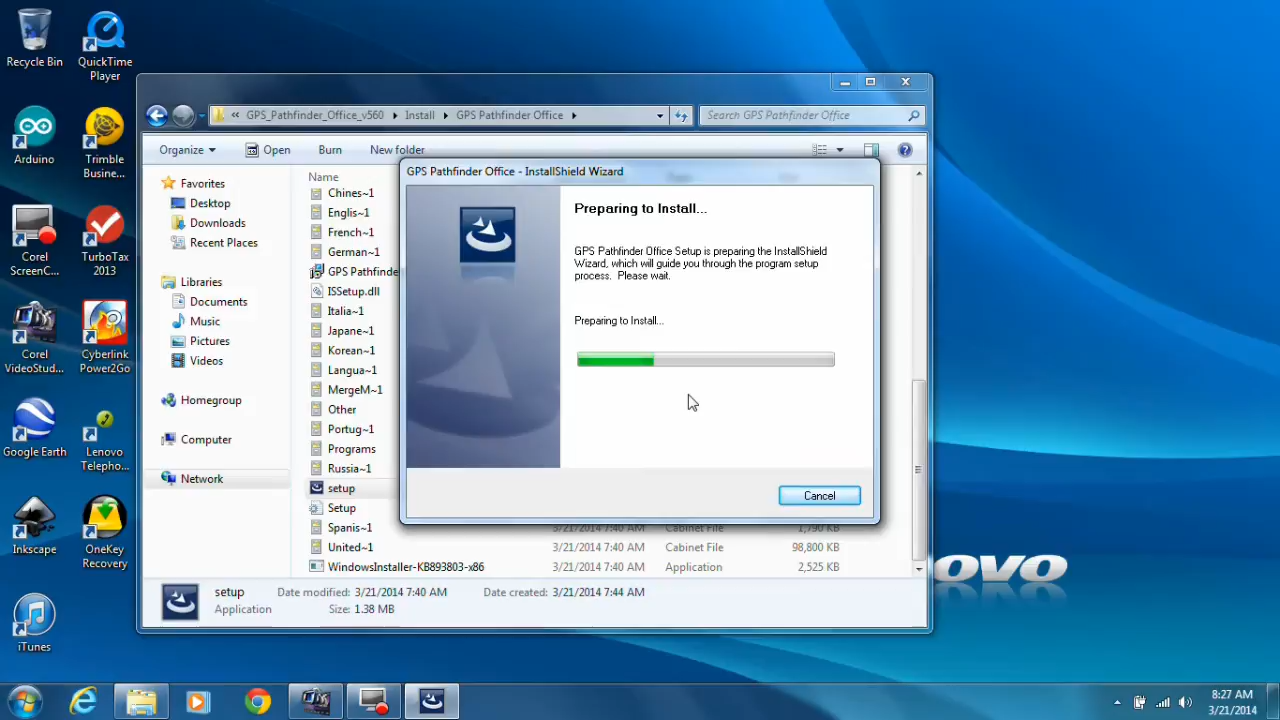 Recycle Bin
QuickTime
Player
Arduino
Trimble
Busine...
Corel
ScreenC...
TurboTax
2013
Corel
VideoStud...
Cyberlink
Power2Go
Google Earth
Lenovo
Telepho...
Inkscape
OneKey
Recovery
iTunes
« GPS_Pathfinder_Office_v560 Install GPS Pathfinder Office
Search GPS Pathfinder Office
Organize Open Burn New folder
Favorites
Desktop
Downloads
Recent Places
Libraries
Documents
Music
Pictures
Videos
Homegroup
Computer
Network
Name
Chines~1
Englis~1
French~1
German~1
GPS Pathfinde
ISSetup.dll
Italia~1
Japane~1
Korean~1
Langua~1
MergeM~1
Other
Portug~1
Programs
Russia~1
setup
Setup
Spanis~1 3/21/2014 7:40 AM Cabinet File 1,790 KB
United~1 3/21/2014 7:40 AM Cabinet File 98,800 KB
WindowsInstaller-KB893803-x86 3/21/2014 7:40 AM Application 2,525 KB
GPS Pathfinder Office - InstallShield Wizard
Preparing to Install...
GPS Pathfinder Office Setup is preparing the InstallShield
Wizard, which will guide you through the program setup
process. Please wait.
Preparing to Install...
Cancel
setup Date modified: 3/21/2014 7:40 AM Date created: 3/21/2014 7:44 AM
Application Size: 1.38 MB
ovo
8:27 AM
3/21/2014